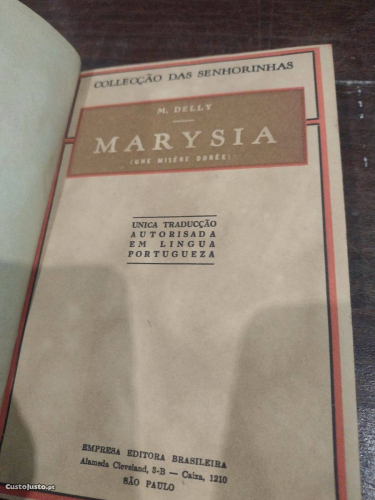 COLLECÇÃO DAS SENHORINHAS
M. DELLY
MARYSIA
(UNE MISÉRE DORÉE)
UNICA TRADUCÇÃO
AUTORISADA
EM LINGUA
PORTUGUEZA
EMPRESA EDITORA BRASILEIRA
Alameda Cleveland, 3-B — Caixa, 1210
SÃO PAULO
CustoJusto.pt